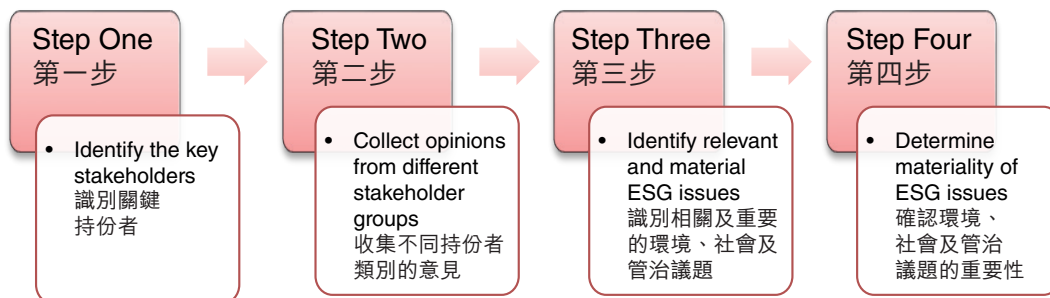 Step One
第一步
• Identify the key
stakeholders
識別關鍵
持份者
Step Two
第二步
• Collect opinions
from different
stakeholder
groups
收集不同持份者
類別的意見
Step Three
第三步
• Identify relevant
and material
ESG issues
識別相關及重要
的環境、社會及
管治議題
Step Four
第四步
• Determine
materiality of
ESG issues
確認環境、
社會及管治
議題的重要性